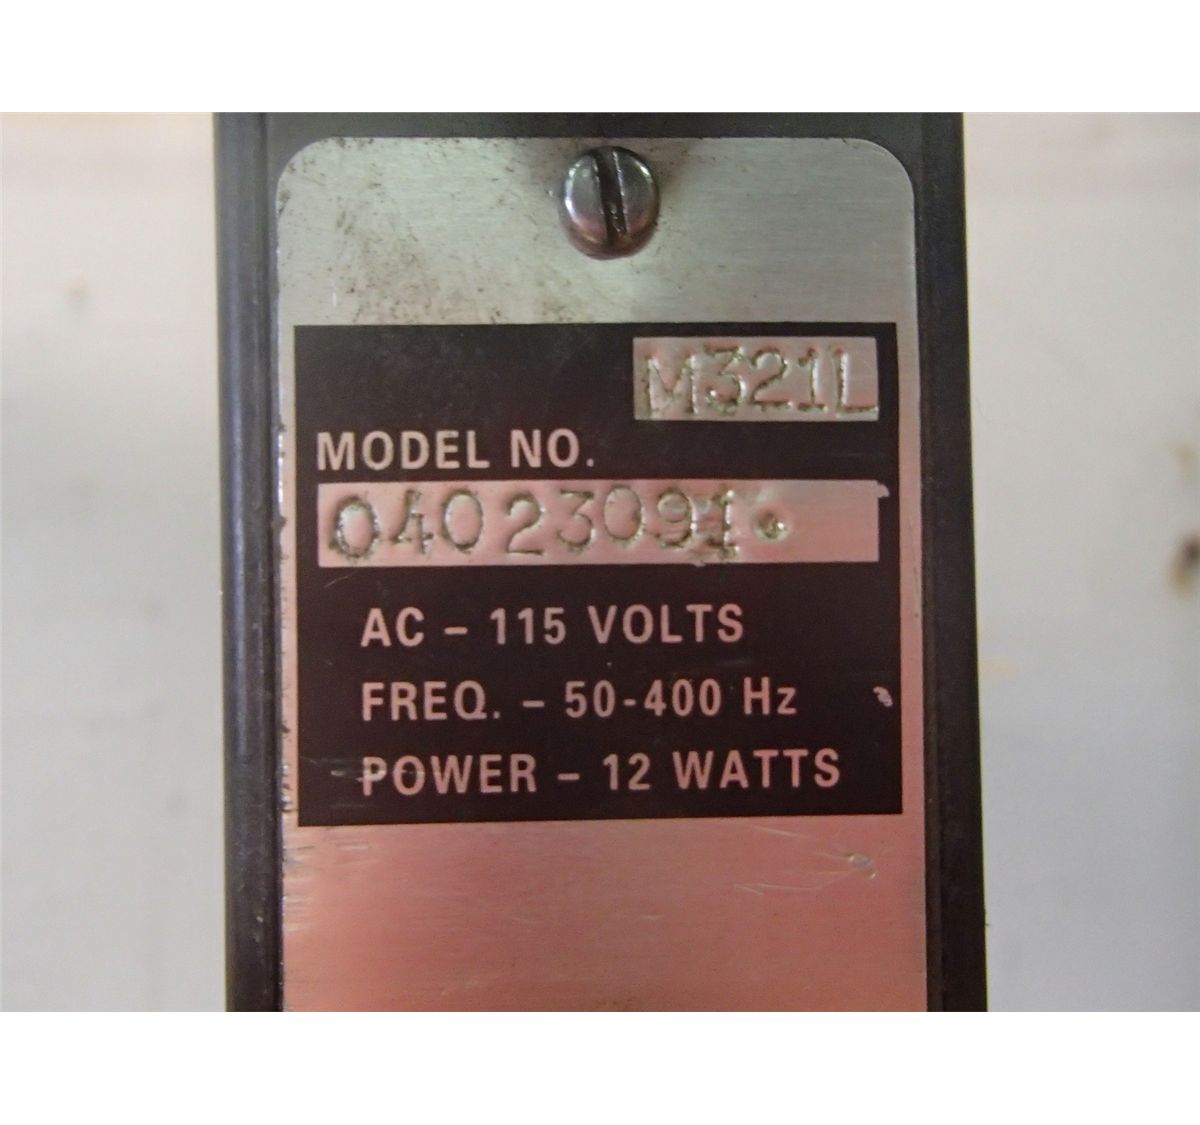 M321L
MODEL NO.
04023091.
AC - 115 VOLTS
FREQ. - 50-400 Hz
POWER - 12 WATTS